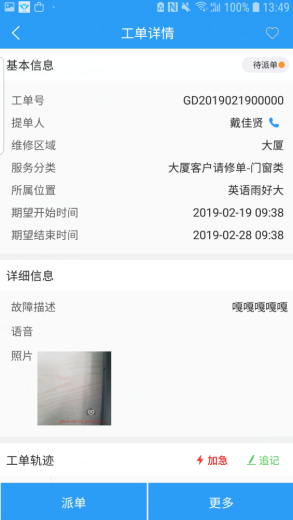 100% 13:49
工单详情
基本信息 待派单
工单号 GD2019021900000
提单人 戴佳贤
维修区域 大厦
服务分类 大厦客户请修单-门窗类
所属位置 英语雨好大
期望开始时间 2019-02-19 09:38
期望结束时间 2019-02-28 09:38
详细信息
故障描述 嘎嘎嘎嘎嘎
语音
照片
工单轨迹 加急 追记
派单 更多